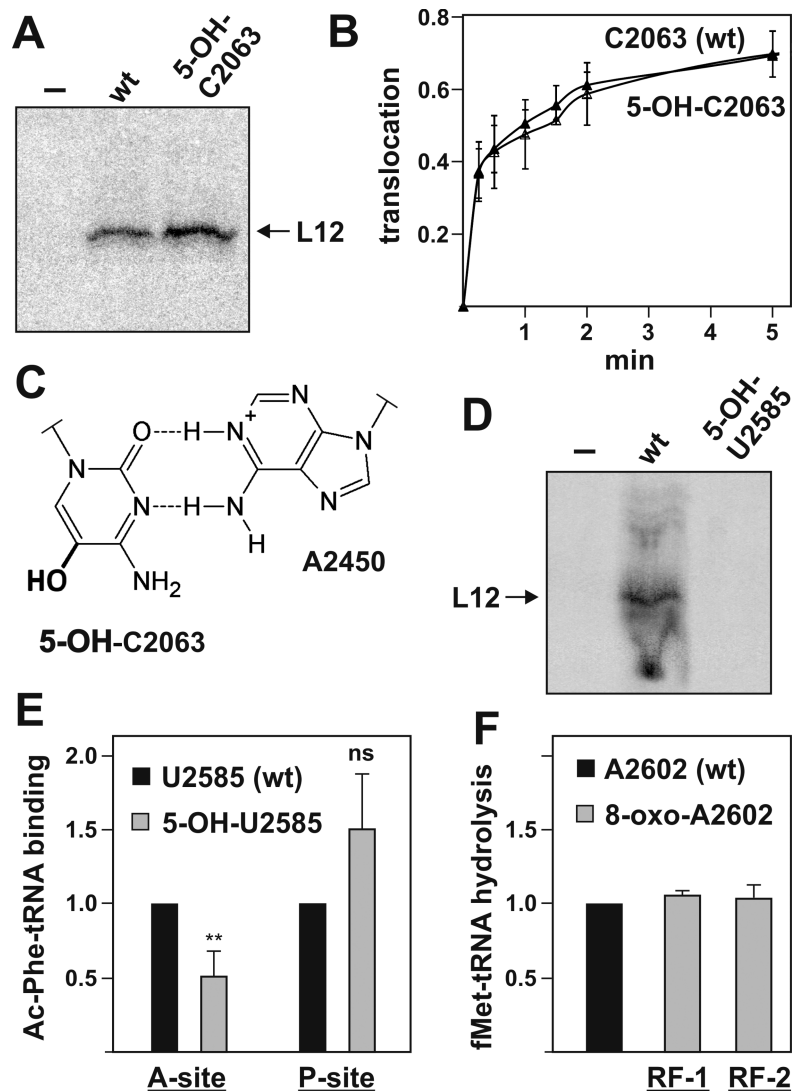 A
–
wt
5-OH-
C2063
← L12
B
translocation
0.8
0.6
0.4
0.2
C2063 (wt)
5-OH-C2063
1
2
3
4
5
min
C
O
H
N
+
N
N
N
H
N
N
N
H
HO
NH2
A2450
5-OH-C2063
D
–
wt
5-OH-
U2585
L12 →
E
Ac-Phe-tRNA binding
2.0
1.5
1.0
0.5
U2585 (wt)
5-OH-U2585
**
ns
A-site
P-site
F
fMet-tRNA hydrolysis
1.5
1.0
0.5
A2602 (wt)
8-oxo-A2602
RF-1
RF-2